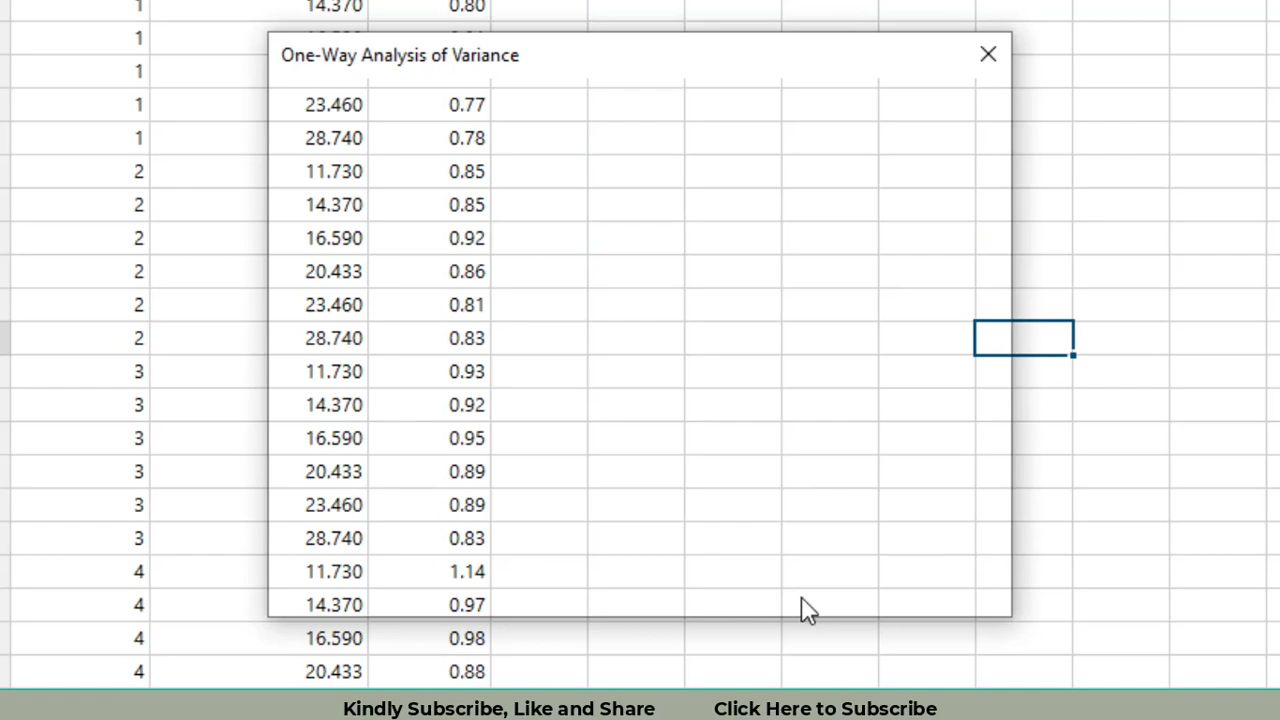 1 14.370 0.80
1
One-Way Analysis of Variance
1
1 23.460 0.77
1 28.740 0.78
2 11.730 0.85
2 14.370 0.85
2 16.590 0.92
2 20.433 0.86
2 23.460 0.81
2 28.740 0.83
3 11.730 0.93
3 14.370 0.92
3 16.590 0.95
3 20.433 0.89
3 23.460 0.89
3 28.740 0.83
4 11.730 1.14
4 14.370 0.97
4 16.590 0.98
4 20.433 0.88
Kindly Subscribe, Like and Share Click Here to Subscribe